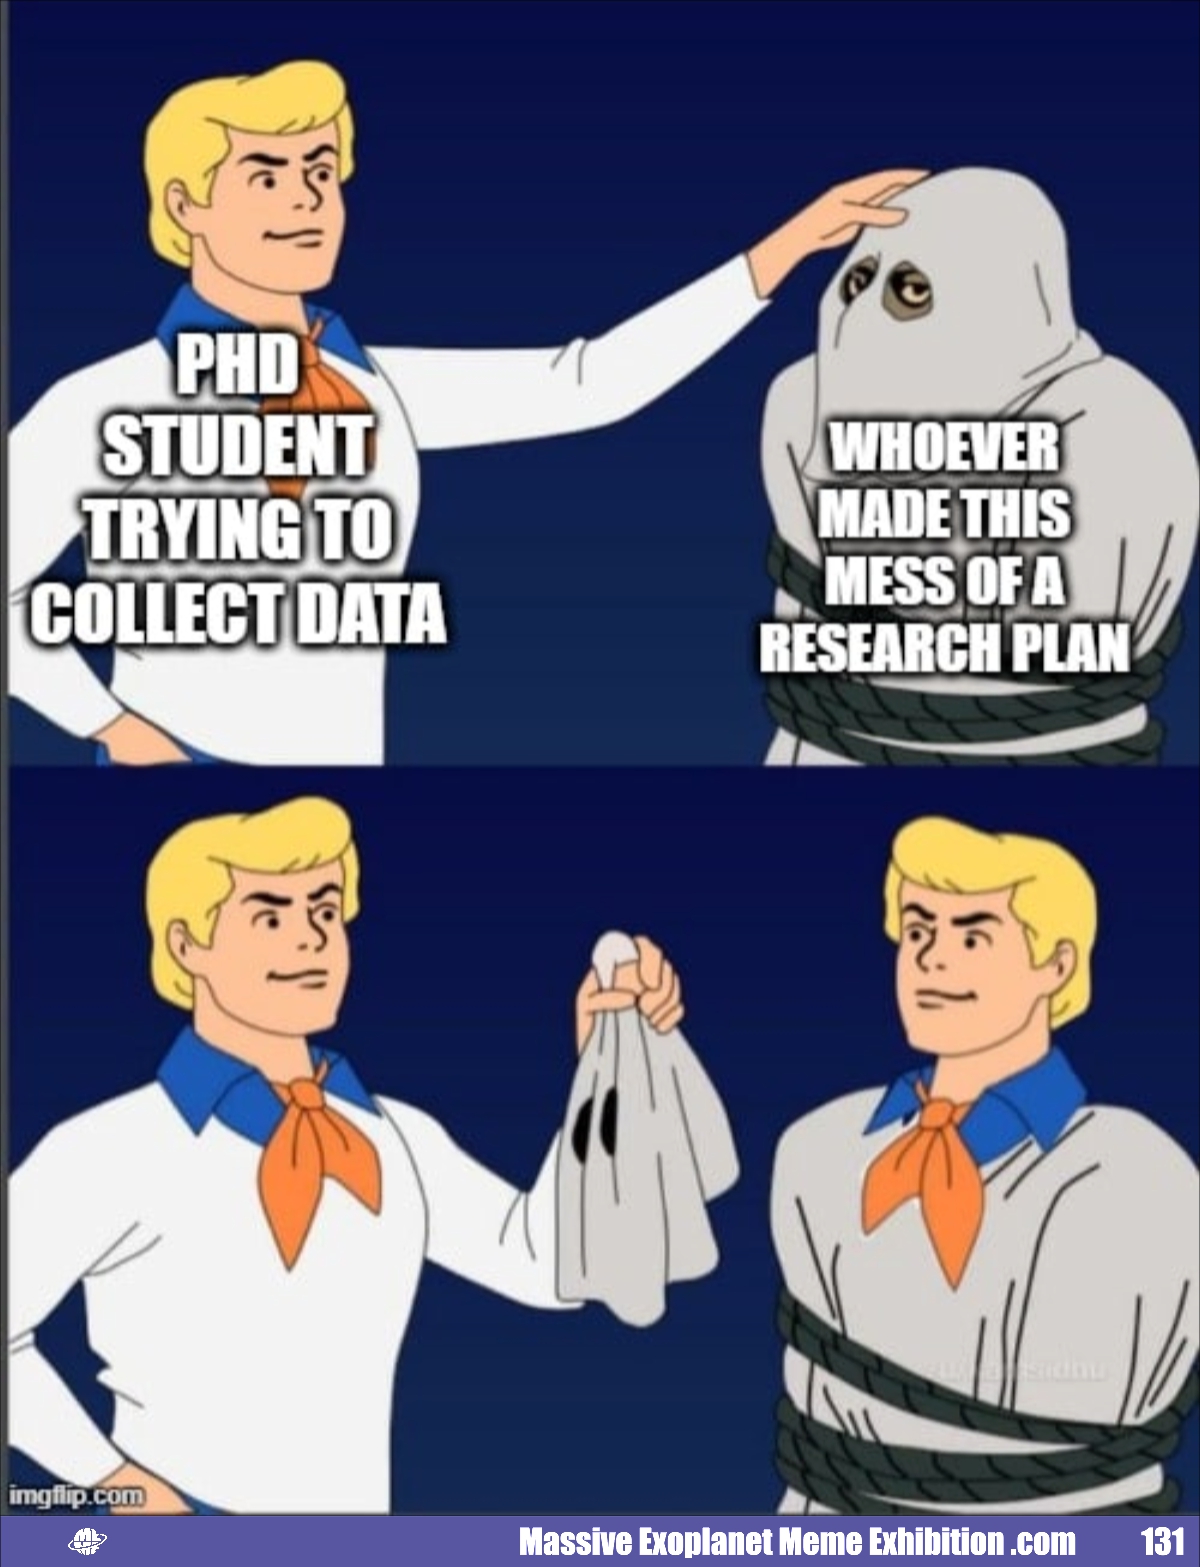 PHD
STUDENT
TRYING TO
COLLECT DATA
WHOEVER
MADE THIS
MESS OF A
RESEARCH PLAN
imgflip.com
Massive Exoplanet Meme Exhibition .com 131